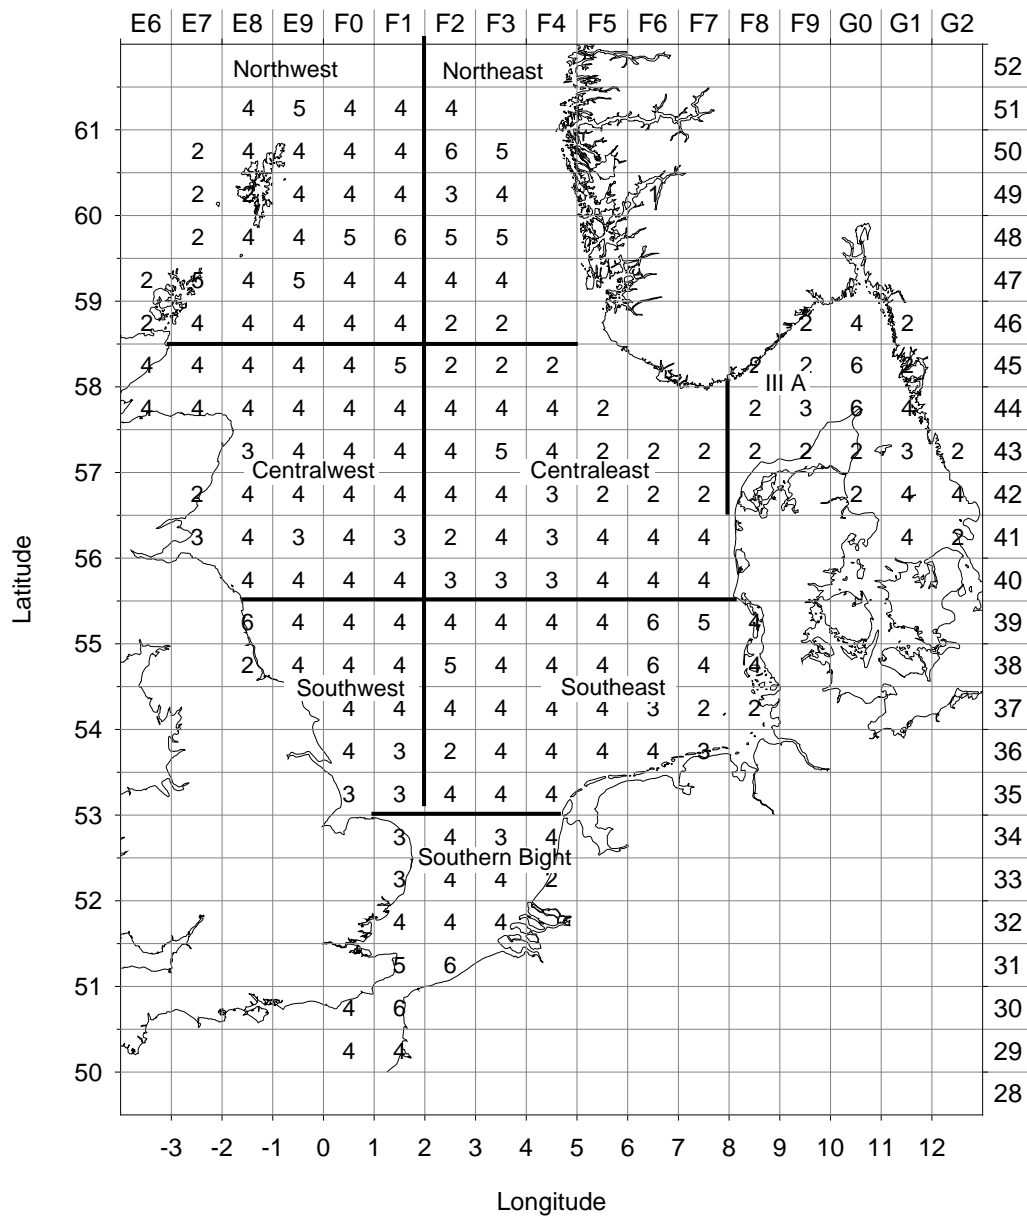 E6 E7 E8 E9 F0 F1 F2 F3 F4 F5 F6 F7 F8 F9 G0 G1 G2
Northwest Northeast 52
4 5 4 4 4 51
61
2 4 4 4 4 6 5 50
2 2 4 4 4 3 4 49
60
2 4 4 5 6 5 5 48
2 5 4 5 4 4 4 4 47
59
2 4 4 4 4 4 2 2 2 4 2 46
4 4 4 4 4 5 2 2 2 2 2 6 2 45
58 III A
4 4 4 4 4 4 4 4 4 2 2 3 6 4 44
3 4 4 4 4 5 4 2 2 2 2 2 2 3 2 43
57 Centralwest Centraleast
2 4 4 4 4 4 4 3 2 2 2 2 4 4 42
3 4 3 4 3 2 4 3 4 4 4 4 2 41
56
4 4 4 4 3 3 3 4 4 4 40
6 4 4 4 4 4 4 4 6 5 4 39
55
2 4 4 4 5 4 4 4 6 4 4 38
Southwest Southeast
4 4 4 4 4 4 3 2 2 37
54
4 3 2 4 4 4 4 3 36
3 3 4 4 4 35
53
3 4 3 4 34
Southern Bight
3 4 4 2 33
52
4 4 4 32
5 6 31
51
4 6 30
4 4 29
50
28
-3 -2 -1 0 1 2 3 4 5 6 7 8 9 10 11 12
Latitude
Longitude